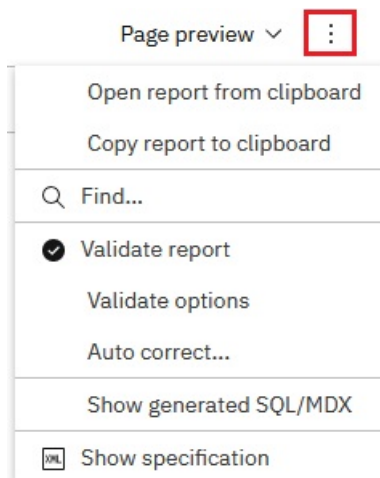 Page preview
Open report from clipboard
Copy report to clipboard
Find...
Validate report
Validate options
Auto correct...
Show generated SQL/MDX
XML Show specification